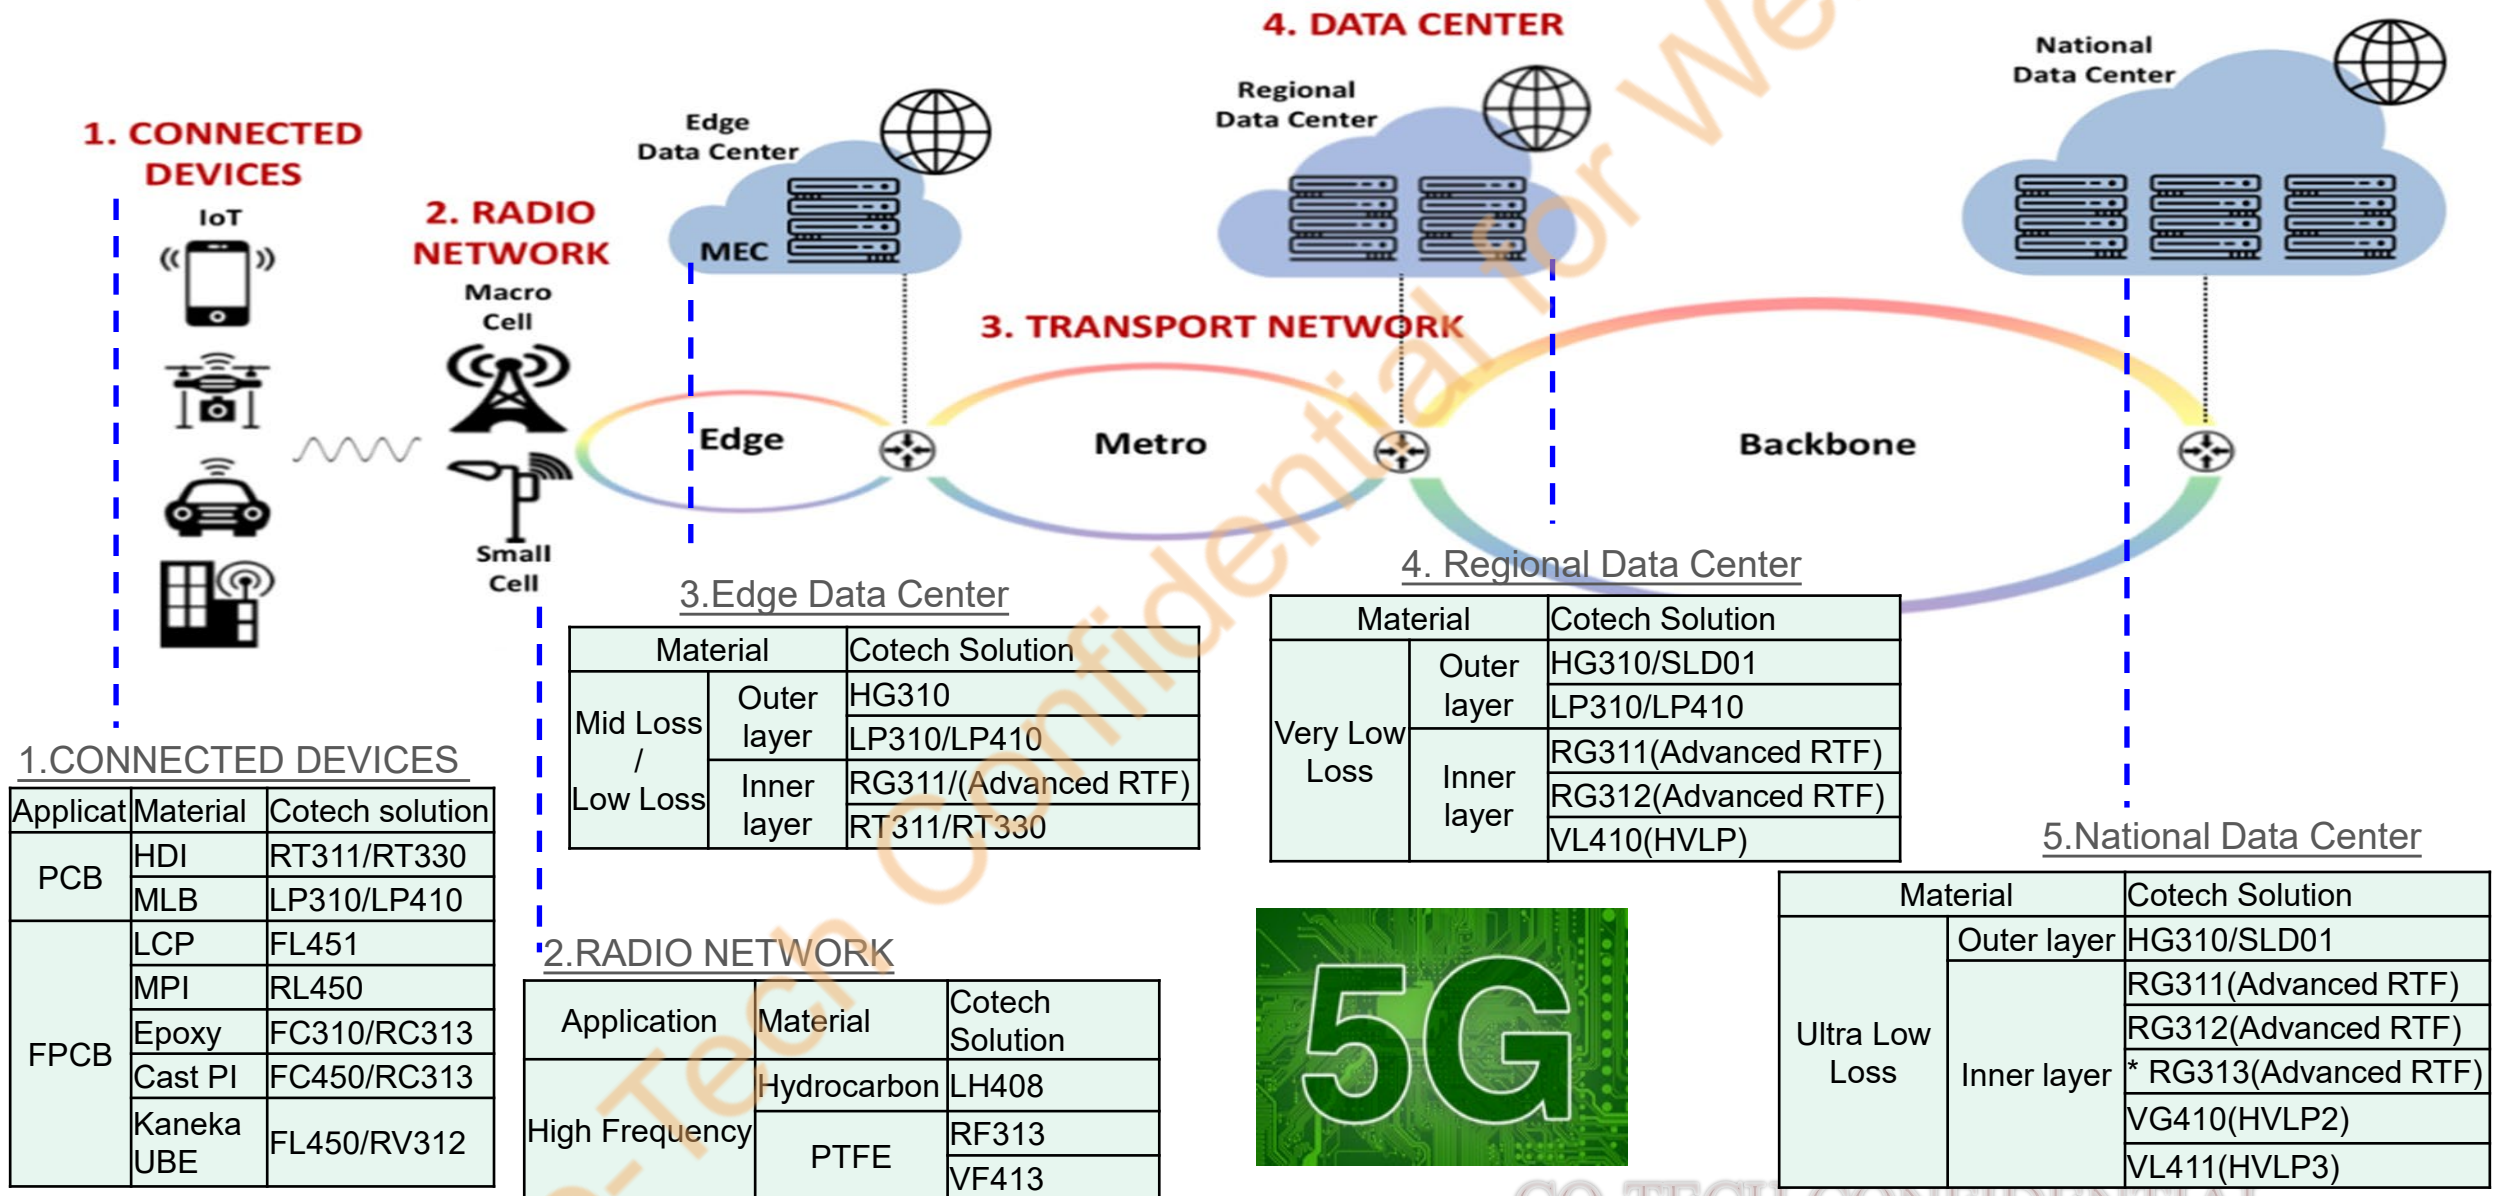 4. DATA CENTER
National
Data Center
Regional
Data Center
Edge
Data Center
1. CONNECTED
DEVICES
2. RADIO
NETWORK
IoT
MEC
Macro
Cell
3. TRANSPORT NETWORK
Edge
Metro
Backbone
Small
Cell
1.CONNECTED DEVICES
Applicat Material Cotech solution
PCB
HDI RT311/RT330
MLB LP310/LP410
FPCB
LCP FL451
MPI RL450
Epoxy FC310/RC313
Cast PI FC450/RC313
Kaneka
UBE
FL450/RV312
2.RADIO NETWORK
Application Material Cotech
Solution
High Frequency
Hydrocarbon LH408
PTFE
RF313
VF413
3.Edge Data Center
Material Cotech Solution
Mid Loss
/
Low Loss
Outer
layer
HG310
LP310/LP410
Inner
layer
RG311/(Advanced RTF)
RT311/RT330
4. Regional Data Center
Material Cotech Solution
Very Low
Loss
Outer
layer
HG310/SLD01
LP310/LP410
Inner
layer
RG311(Advanced RTF)
RG312(Advanced RTF)
VL410(HVLP)
5G
5.National Data Center
Material Cotech Solution
Ultra Low
Loss
Outer layer HG310/SLD01
Inner layer
RG311(Advanced RTF)
RG312(Advanced RTF)
* RG313(Advanced RTF)
VG410(HVLP2)
VL411(HVLP3)
Confidential for